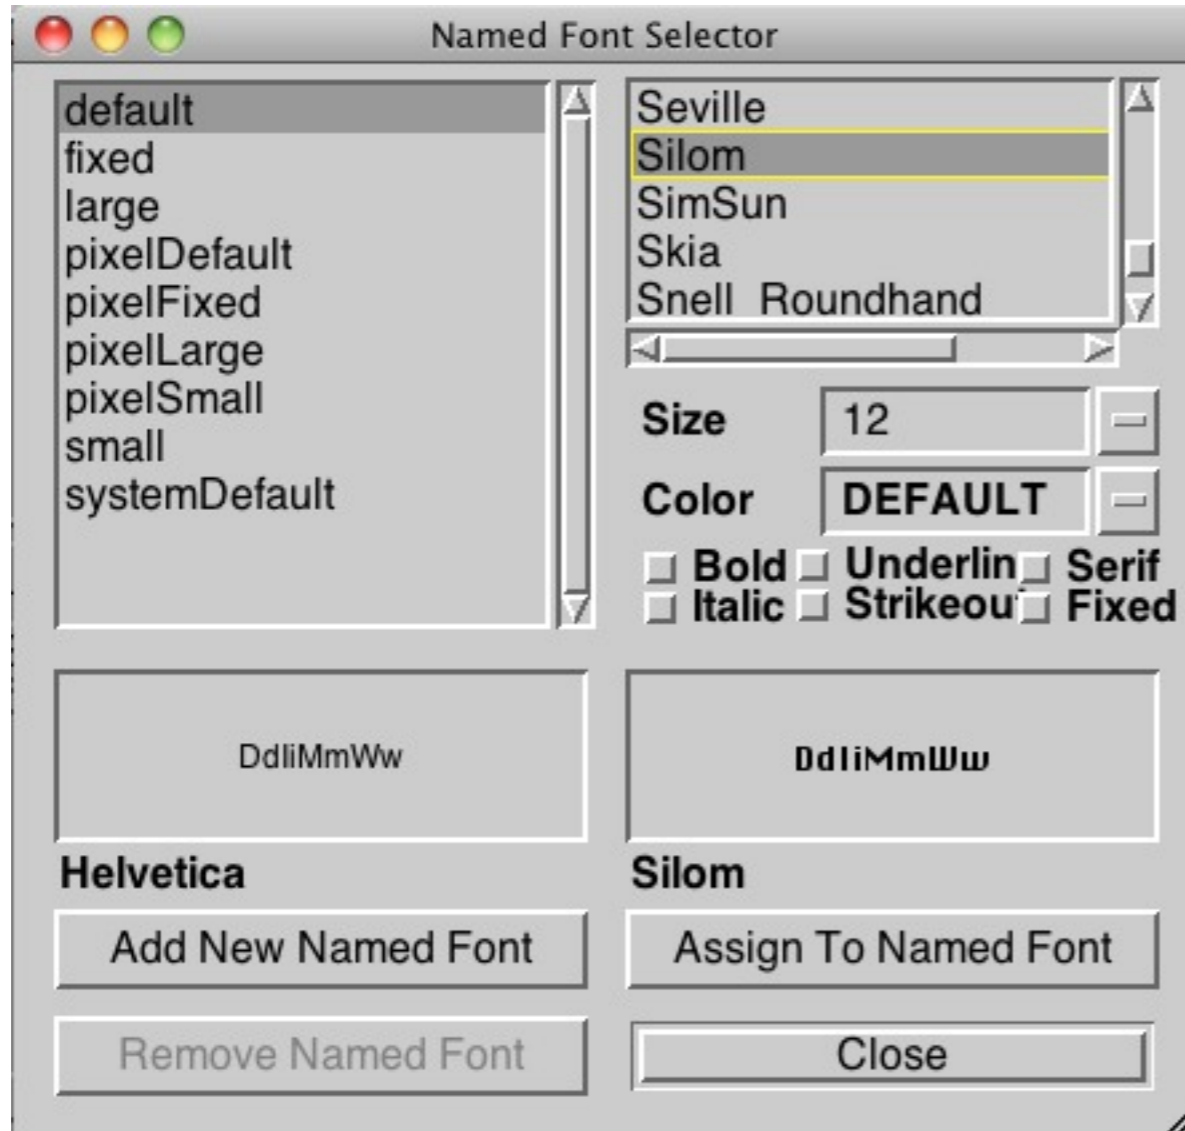 Named Font Selector
default
fixed
large
pixelDefault
pixelFixed
pixelLarge
pixelSmall
small
systemDefault
Seville
Silom
SimSun
Skia
Snell Roundhand
Size 12
Color DEFAULT
Bold Underlin Serif
Italic Strikeou Fixed
DdIiMmWw
Helvetica
DdIiMmWw
Silom
Add New Named Font
Assign To Named Font
Remove Named Font
Close